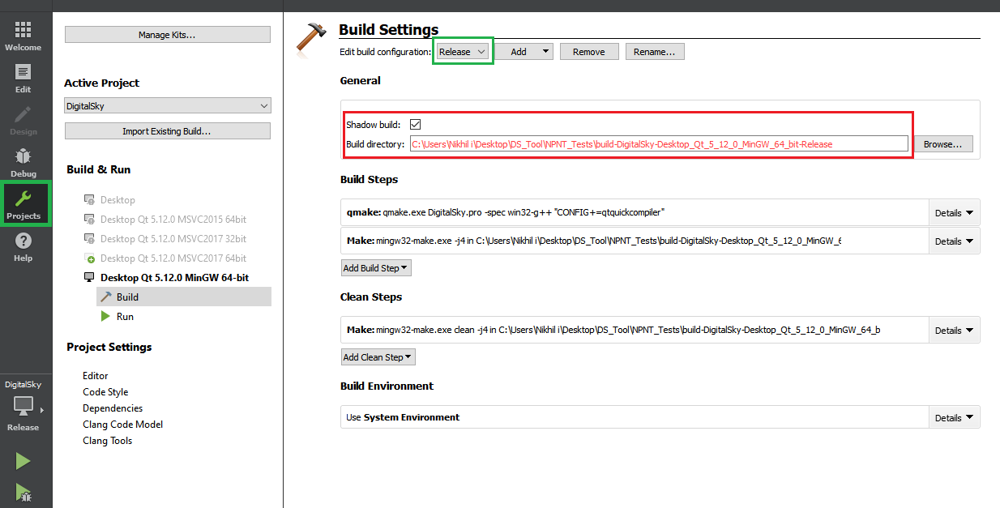 Welcome
Edit
Design
Debug
Projects
Help
DigitalSky
Release
Manage Kits...
Active Project
DigitalSky
Import Existing Build...
Build & Run
Desktop
Desktop Qt 5.12.0 MSVC2015 64bit
Desktop Qt 5.12.0 MSVC2017 32bit
Desktop Qt 5.12.0 MSVC2017 64bit
Desktop Qt 5.12.0 MinGW 64-bit
Build
Run
Project Settings
Editor
Code Style
Dependencies
Clang Code Model
Clang Tools
Build Settings
Edit build configuration: Release Add Remove Rename...
General
Shadow build:
Build directory: C:\Users\Nikhil i\Desktop\DS_Tool\NPNT_Tests\build-DigitalSky-Desktop_Qt_5_12_0_MinGW_64_bit-Release Browse...
Build Steps
qmake: qmake.exe DigitalSky.pro -spec win32-g++ "CONFIG+=qtquickcompiler" Details
Make: mingw32-make.exe -j4 in C:\Users\Nikhil i\Desktop\DS_Tool\NPNT_Tests\build-DigitalSky-Desktop_Qt_5_12_0_MinGW_6 Details
Add Build Step
Clean Steps
Make: mingw32-make.exe clean -j4 in C:\Users\Nikhil i\Desktop\DS_Tool\NPNT_Tests\build-DigitalSky-Desktop_Qt_5_12_0_MinGW_64_b Details
Add Clean Step
Build Environment
Use System Environment Details